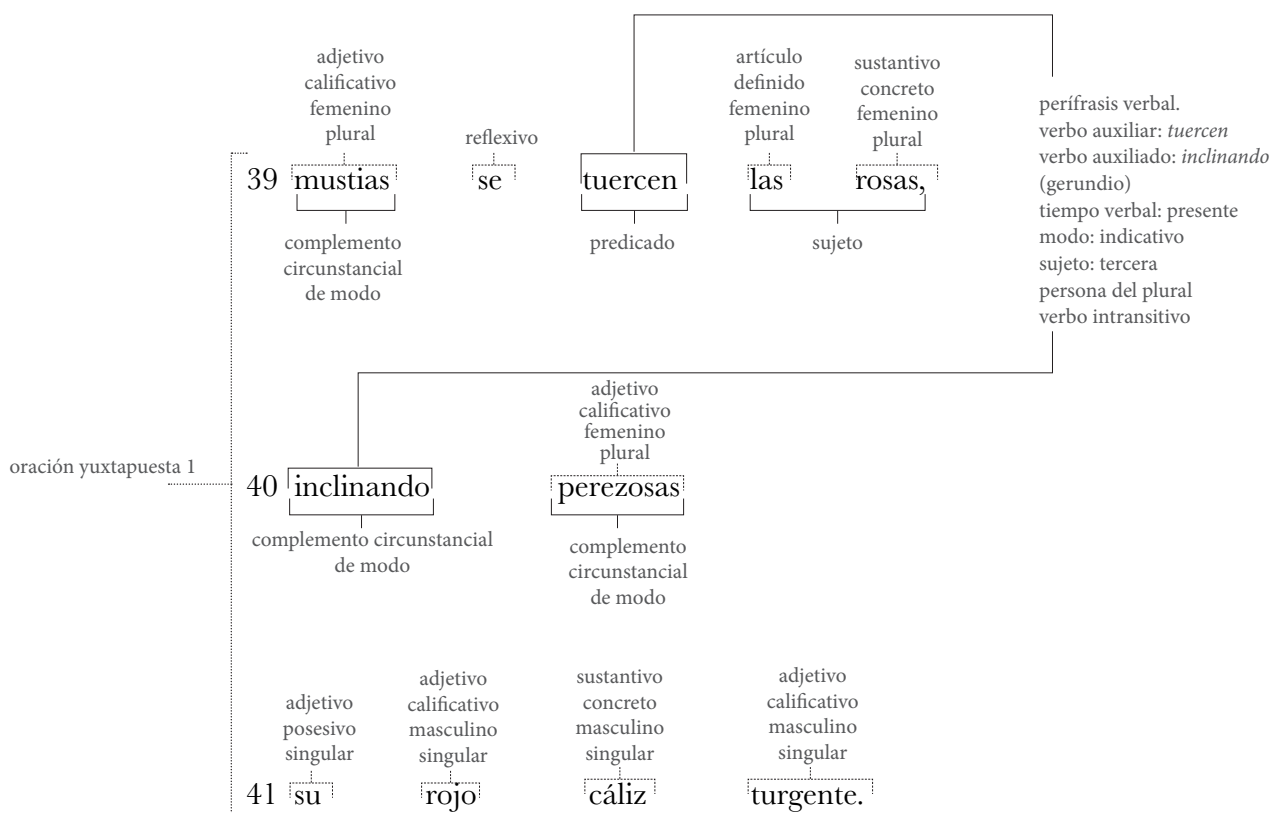 adjetivo
calificativo
femenino
plural
reflexivo
artículo
definido
femenino
plural
sustantivo
concreto
femenino
plural
39 mustias se tuercen las rosas,
complemento
circunstancial
de modo
predicado
sujeto
perífrasis verbal.
verbo auxiliar: tuercen
verbo auxiliado: inclinando
(gerundio)
tiempo verbal: presente
modo: indicativo
sujeto: tercera
persona del plural
verbo intransitivo
oración yuxtapuesta 1
adjetivo
calificativo
femenino
plural
40 inclinando perezosas
complemento circunstancial
de modo
complemento
circunstancial
de modo
adjetivo
posesivo
singular
adjetivo
calificativo
masculino
singular
sustantivo
concreto
masculino
singular
adjetivo
calificativo
masculino
singular
41 su rojo cáliz turgente.